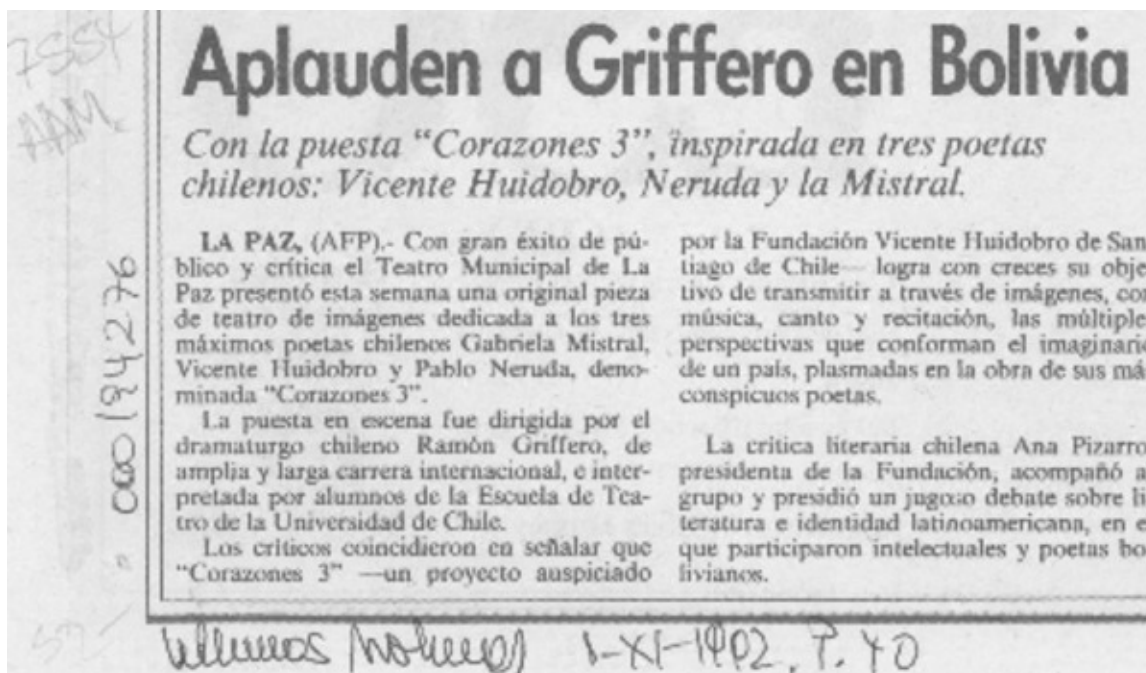 Aplauden a Griffero en Bolivia
Con la puesta “Corazones 3”, inspirada en tres poetas
chilenos: Vicente Huidobro, Neruda y la Mistral.
LA PAZ, (AFP).- Con gran éxito de pú-
blico y crítica el Teatro Municipal de La
Paz presentó esta semana una original pieza
de teatro de imágenes dedicada a los tres
máximos poetas chilenos Gabriela Mistral,
Vicente Huidobro y Pablo Neruda, deno-
minada “Corazones 3”.
La puesta en escena fue dirigida por el
dramaturgo chileno Ramón Griffero, de
amplia y larga carrera internacional, e inter-
pretada por alumnos de la Escuela de Tea-
tro de la Universidad de Chile.
Los críticos coincidieron en señalar que
“Corazones 3” —un proyecto auspiciado
por la Fundación Vicente Huidobro de San
tiago de Chile— logra con creces su obje
tivo de transmitir a través de imágenes, con
música, canto y recitación, las múltiple
perspectivas que conforman el imaginario
de un país, plasmadas en la obra de sus má
conspicuos poetas.
La crítica literaria chilena Ana Pizarro
presidenta de la Fundación, acompañó a
grupo y presidió un jugoso debate sobre li
teratura e identidad latinoamericana, en e
que participaron intelectuales y poetas bo
livianos.
000194276
7554
AAM
P. 40